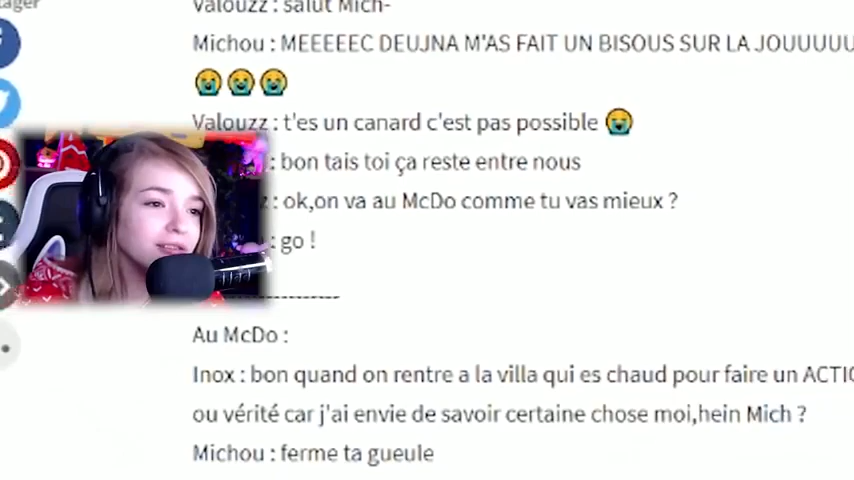 Valouzz : salut Mich-
Michou : MEEEEEC DEUJNA M'AS FAIT UN BISOUS SUR LA JOUUUUU
😭😭😭
Valouzz : t'es un canard c'est pas possible 😭
: bon tais toi ça reste entre nous
z : ok,on va au McDo comme tu vas mieux ?
: go !
---------------
Au McDo :
Inox : bon quand on rentre a la villa qui es chaud pour faire un ACTIO
ou vérité car j'ai envie de savoir certaine chose moi,hein Mich ?
Michou : ferme ta gueule